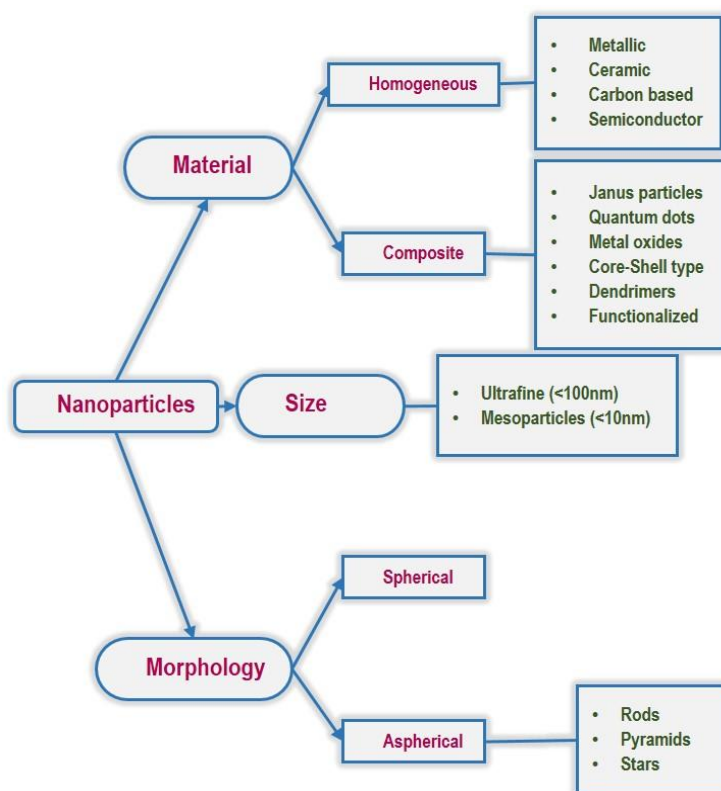 Nanoparticles
Material
Homogeneous
• Metallic
• Ceramic
• Carbon based
• Semiconductor
Composite
• Janus particles
• Quantum dots
• Metal oxides
• Core-Shell type
• Dendrimers
• Functionalized
Size
• Ultrafine (<100nm)
• Mesoparticles (<10nm)
Morphology
Spherical
Aspherical
• Rods
• Pyramids
• Stars